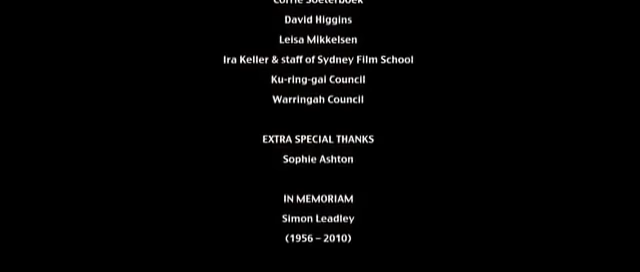 David Higgins
Leisa Mikkelsen
Ira Keller & staff of Sydney Film School
Ku-ring-gai Council
Warringah Council
EXTRA SPECIAL THANKS
Sophie Ashton
IN MEMORIAM
Simon Leadley
(1956 – 2010)